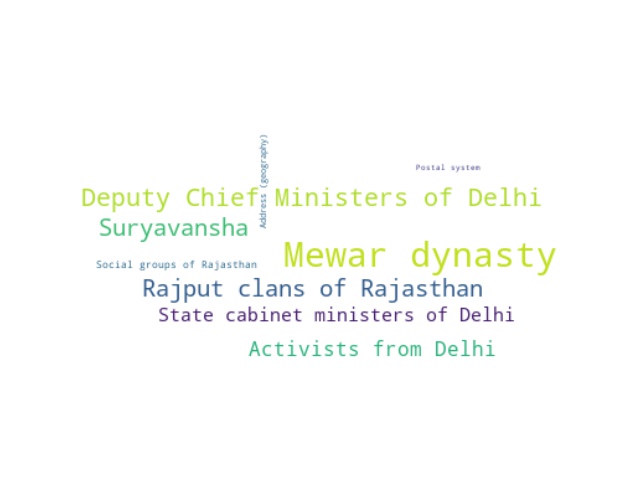 Address (geography)
Postal system
Deputy Chief Ministers of Delhi
Suryavansha
Mewar dynasty
Social groups of Rajasthan
Rajput clans of Rajasthan
State cabinet ministers of Delhi
Activists from Delhi